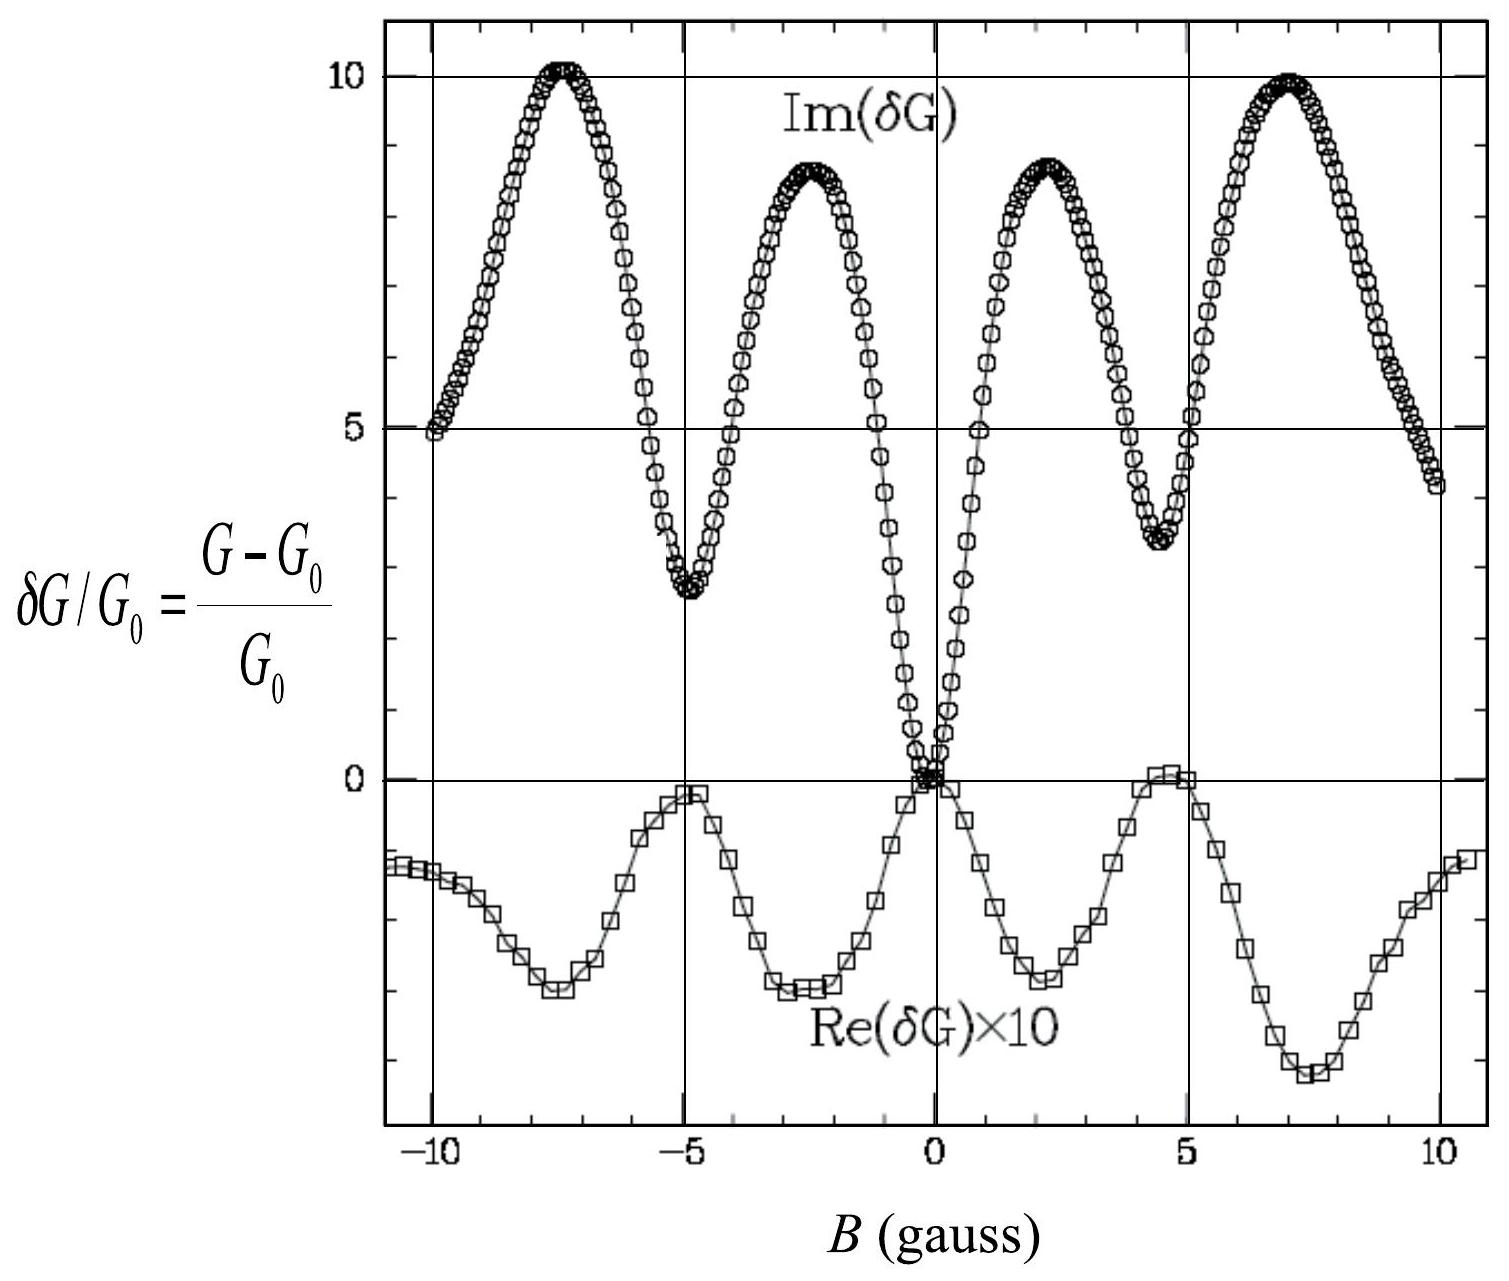 10
Im(δG)
5
δG/G₀ = (G − G₀)/G₀
0
Re(δG)×10
−10 −5 0 5 10
B (gauss)